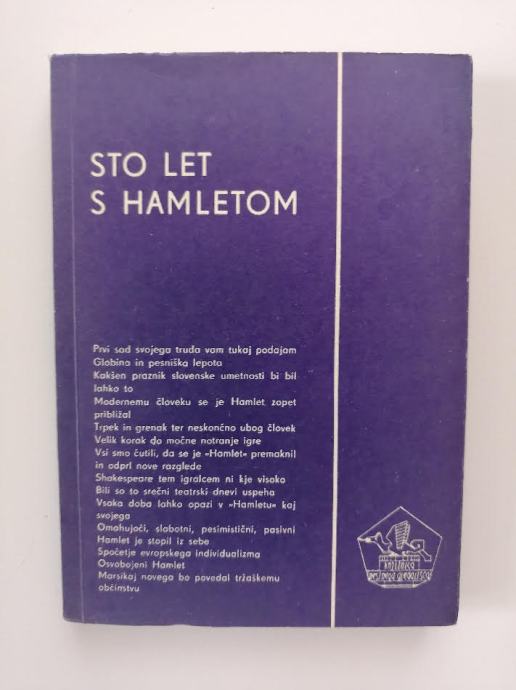 STO LET
S HAMLETOM
Prvi sad svojega truda vam tukaj podajam
Globina in pesniška lepota
Kakšen praznik slovenske umetnosti bi bil
lahko to
Modernemu človeku se je Hamlet zopet
približal
Trpek in grenak ter neskončno ubog človek
Velik korak do močne notranje igre
Vsi smo čutili, da se je »Hamlet« premaknil
in odprl nove razglede
Shakespeare tem igralcem ni kje visoko
Bili so to srečni teatrski dnevi uspeha
Vsaka doba lahko opazi v »Hamletu« kaj
svojega
Omahujoči, slabotni, pesimistični, pasivni
Hamlet je stopil iz sebe
Spočetje evropskega individualizma
Osvobojeni Hamlet
Marsikaj novega bo povedal tržaškemu
občinstvu
knjižnica